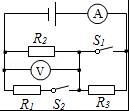 A
R₂
S₁
V
R₁
S₂
R₃